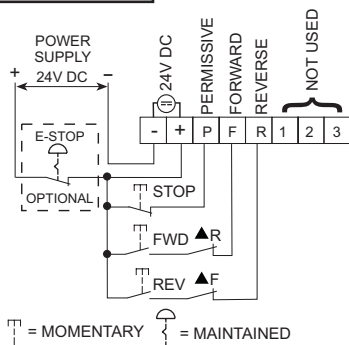 POWER
SUPPLY
24V DC
+
−
24V DC
PERMISSIVE
FORWARD
REVERSE
NOT USED
- + P F R 1 2 3
E-STOP
OPTIONAL
STOP
FWD ▲R
REV ▲F
= MOMENTARY = MAINTAINED